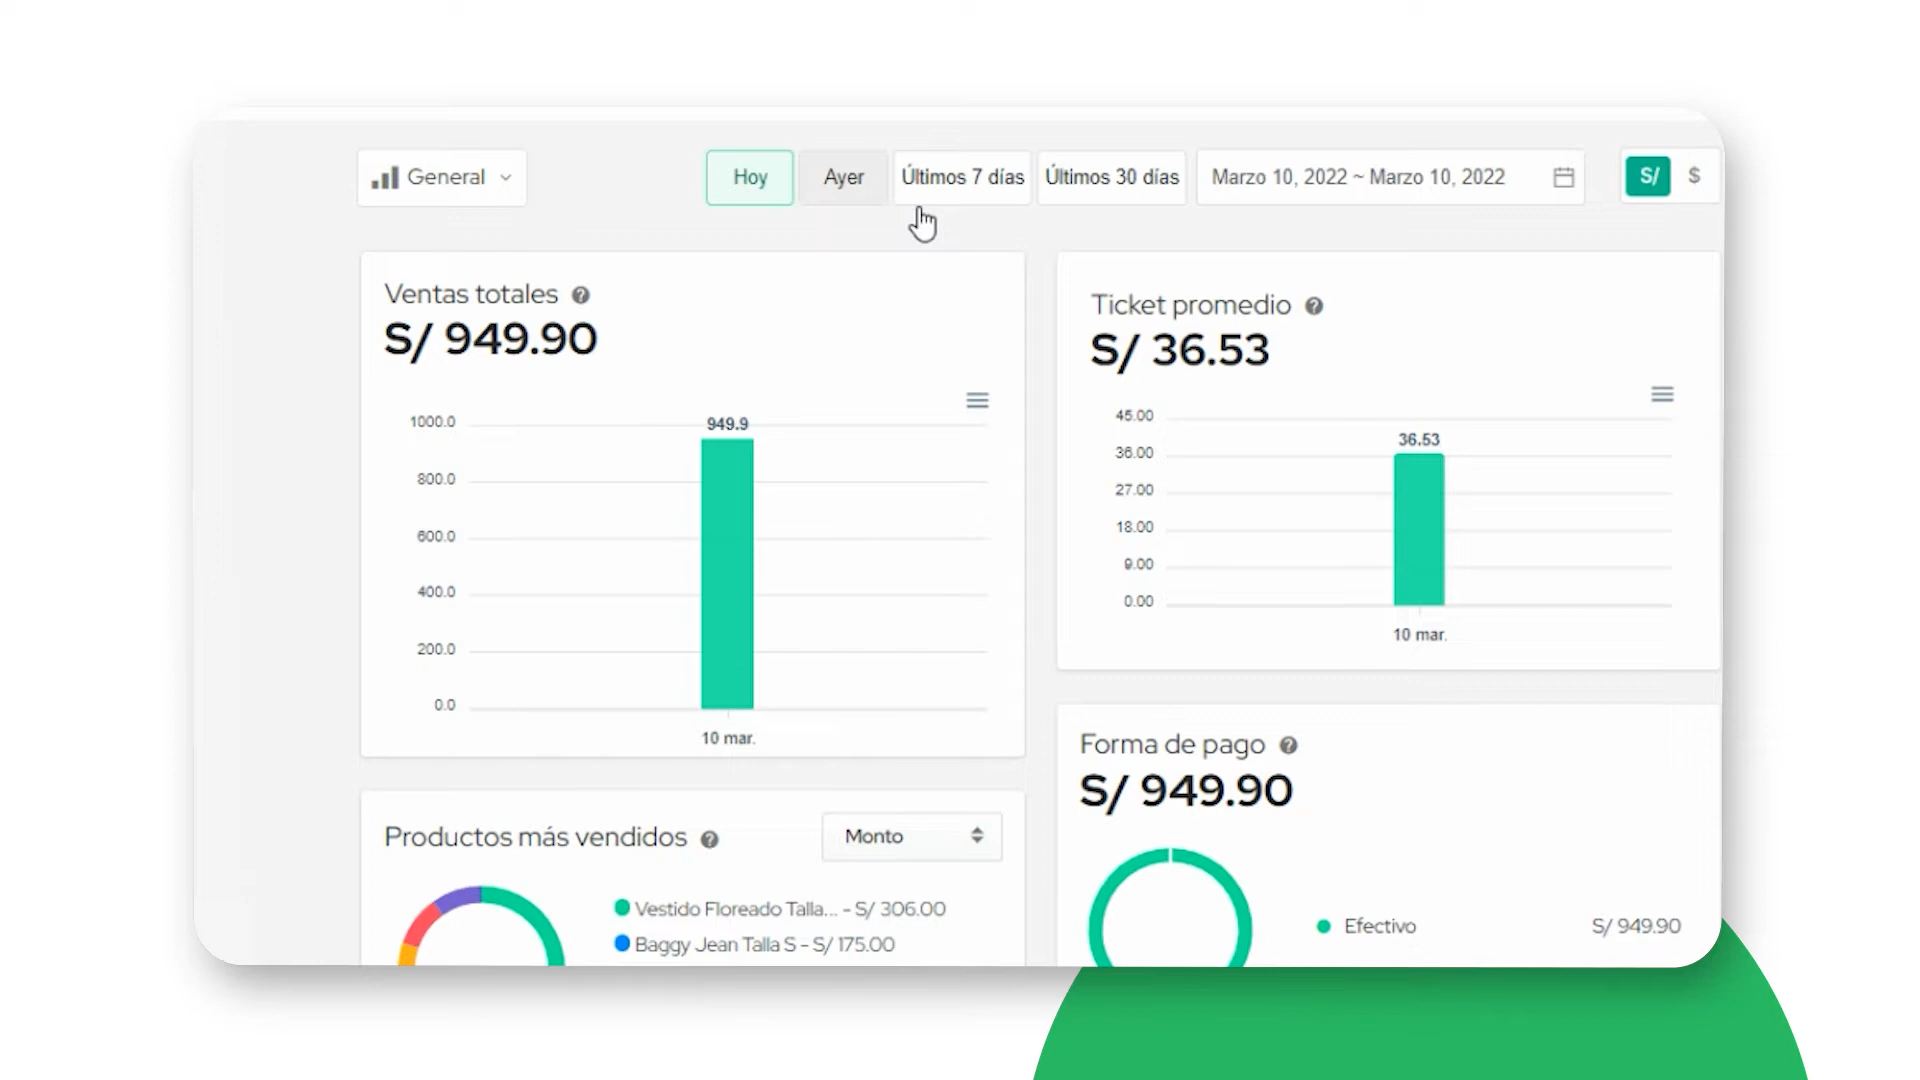 General
Hoy
Ayer
Últimos 7 días
Últimos 30 días
Marzo 10, 2022 ~ Marzo 10, 2022
S/
$
Ventas totales
S/ 949.90
1000.0
800.0
600.0
400.0
200.0
0.0
949.9
10 mar.
Ticket promedio
S/ 36.53
45.00
36.00
27.00
18.00
9.00
0.00
36.53
10 mar.
Productos más vendidos
Monto
Vestido Floreado Talla... - S/ 306.00
Baggy Jean Talla S - S/ 175.00
Forma de pago
S/ 949.90
Efectivo
S/ 949.90